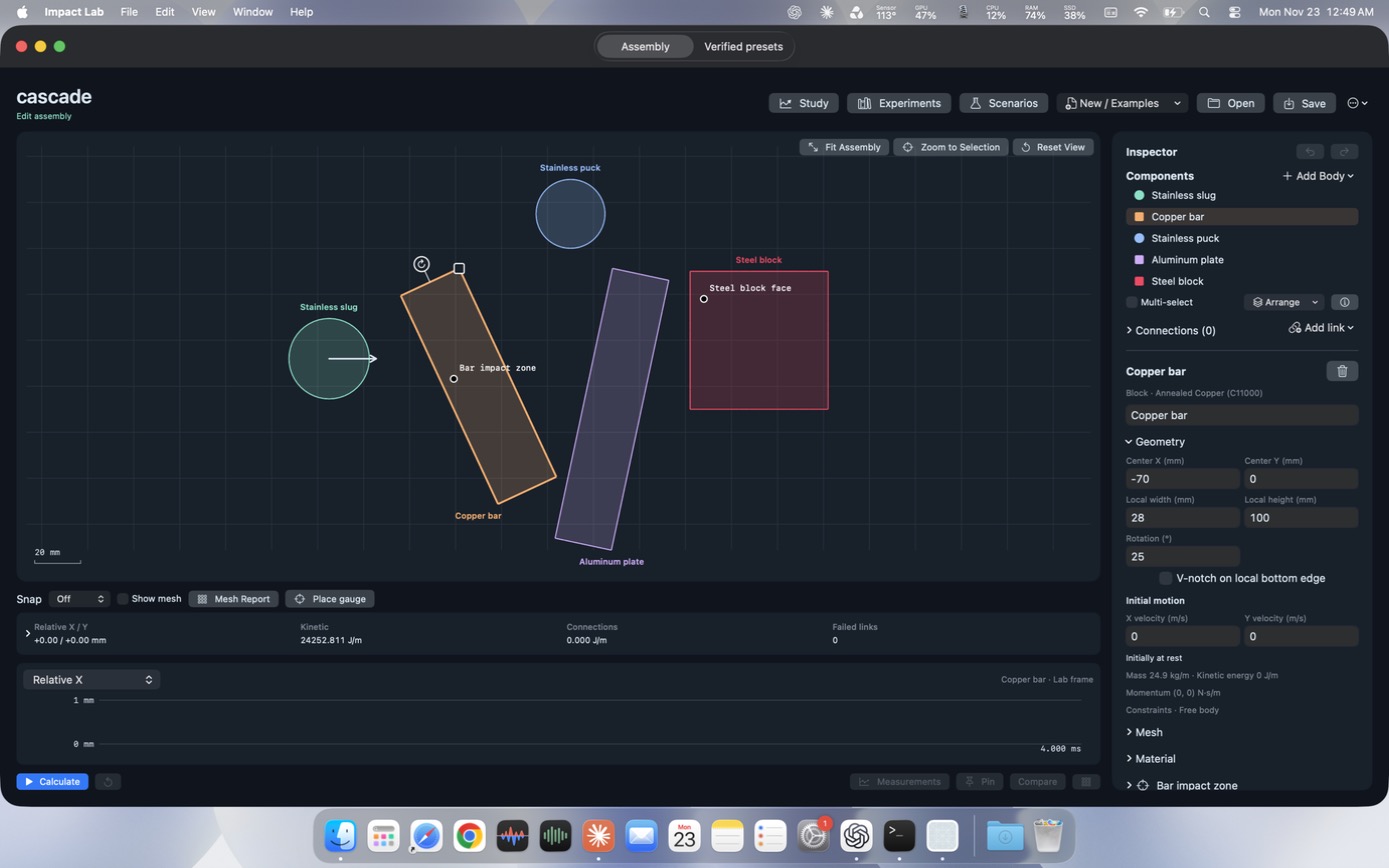 Impact Lab File Edit View Window Help
Sensor 113° GPU 47% CPU 12% RAM 74% SSD 38% Mon Nov 23 12:49 AM
Assembly Verified presets
cascade
Edit assembly
Study Experiments Scenarios New / Examples Open Save
Fit Assembly Zoom to Selection Reset View
Stainless puck
Steel block
Steel block face
Stainless slug
Bar impact zone
Copper bar
20 mm
Aluminum plate
Snap Off Show mesh Mesh Report Place gauge
Relative X / Y Kinetic Connections Failed links
+0.00 / +0.00 mm 24252.811 J/m 0.000 J/m 0
Relative X Copper bar · Lab frame
1 mm
0 mm
4.000 ms
Calculate Measurements Pin Compare
Inspector
Components + Add Body
Stainless slug
Copper bar
Stainless puck
Aluminum plate
Steel block
Multi-select Arrange
Connections (0) Add link
Copper bar
Block · Annealed Copper (C11000)
Copper bar
Geometry
Center X (mm) Center Y (mm)
-70 0
Local width (mm) Local height (mm)
28 100
Rotation (°)
25
V-notch on local bottom edge
Initial motion
X velocity (m/s) Y velocity (m/s)
0 0
Initially at rest
Mass 24.9 kg/m · Kinetic energy 0 J/m
Momentum (0, 0) N·s/m
Constraints · Free body
Mesh
Material
Bar impact zone
Mon
23
1